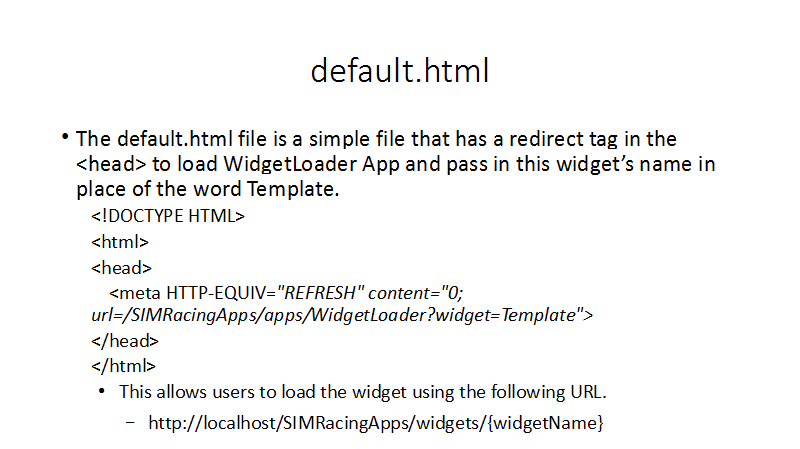 default.html
• The default.html file is a simple file that has a redirect tag in the
<head> to load WidgetLoader App and pass in this widget’s name in
place of the word Template.
<!DOCTYPE HTML>
<html>
<head>
<meta HTTP-EQUIV="REFRESH" content="0;
url=/SIMRacingApps/apps/WidgetLoader?widget=Template">
</head>
</html>
• This allows users to load the widget using the following URL.
– http://localhost/SIMRacingApps/widgets/{widgetName}